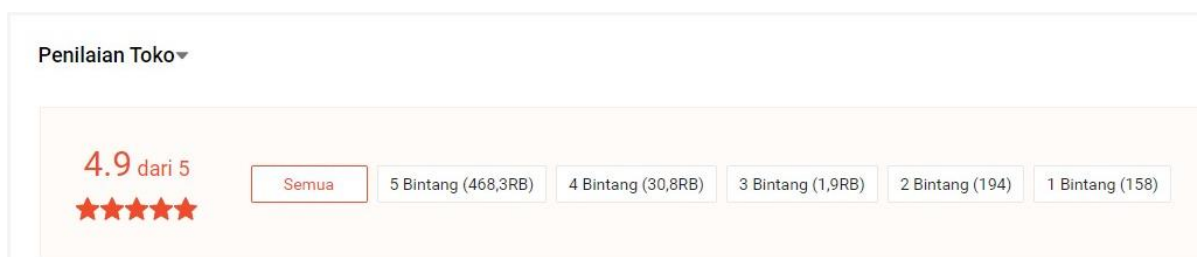 Penilaian Toko
4.9 dari 5
Semua
5 Bintang (468,3RB)
4 Bintang (30,8RB)
3 Bintang (1,9RB)
2 Bintang (194)
1 Bintang (158)